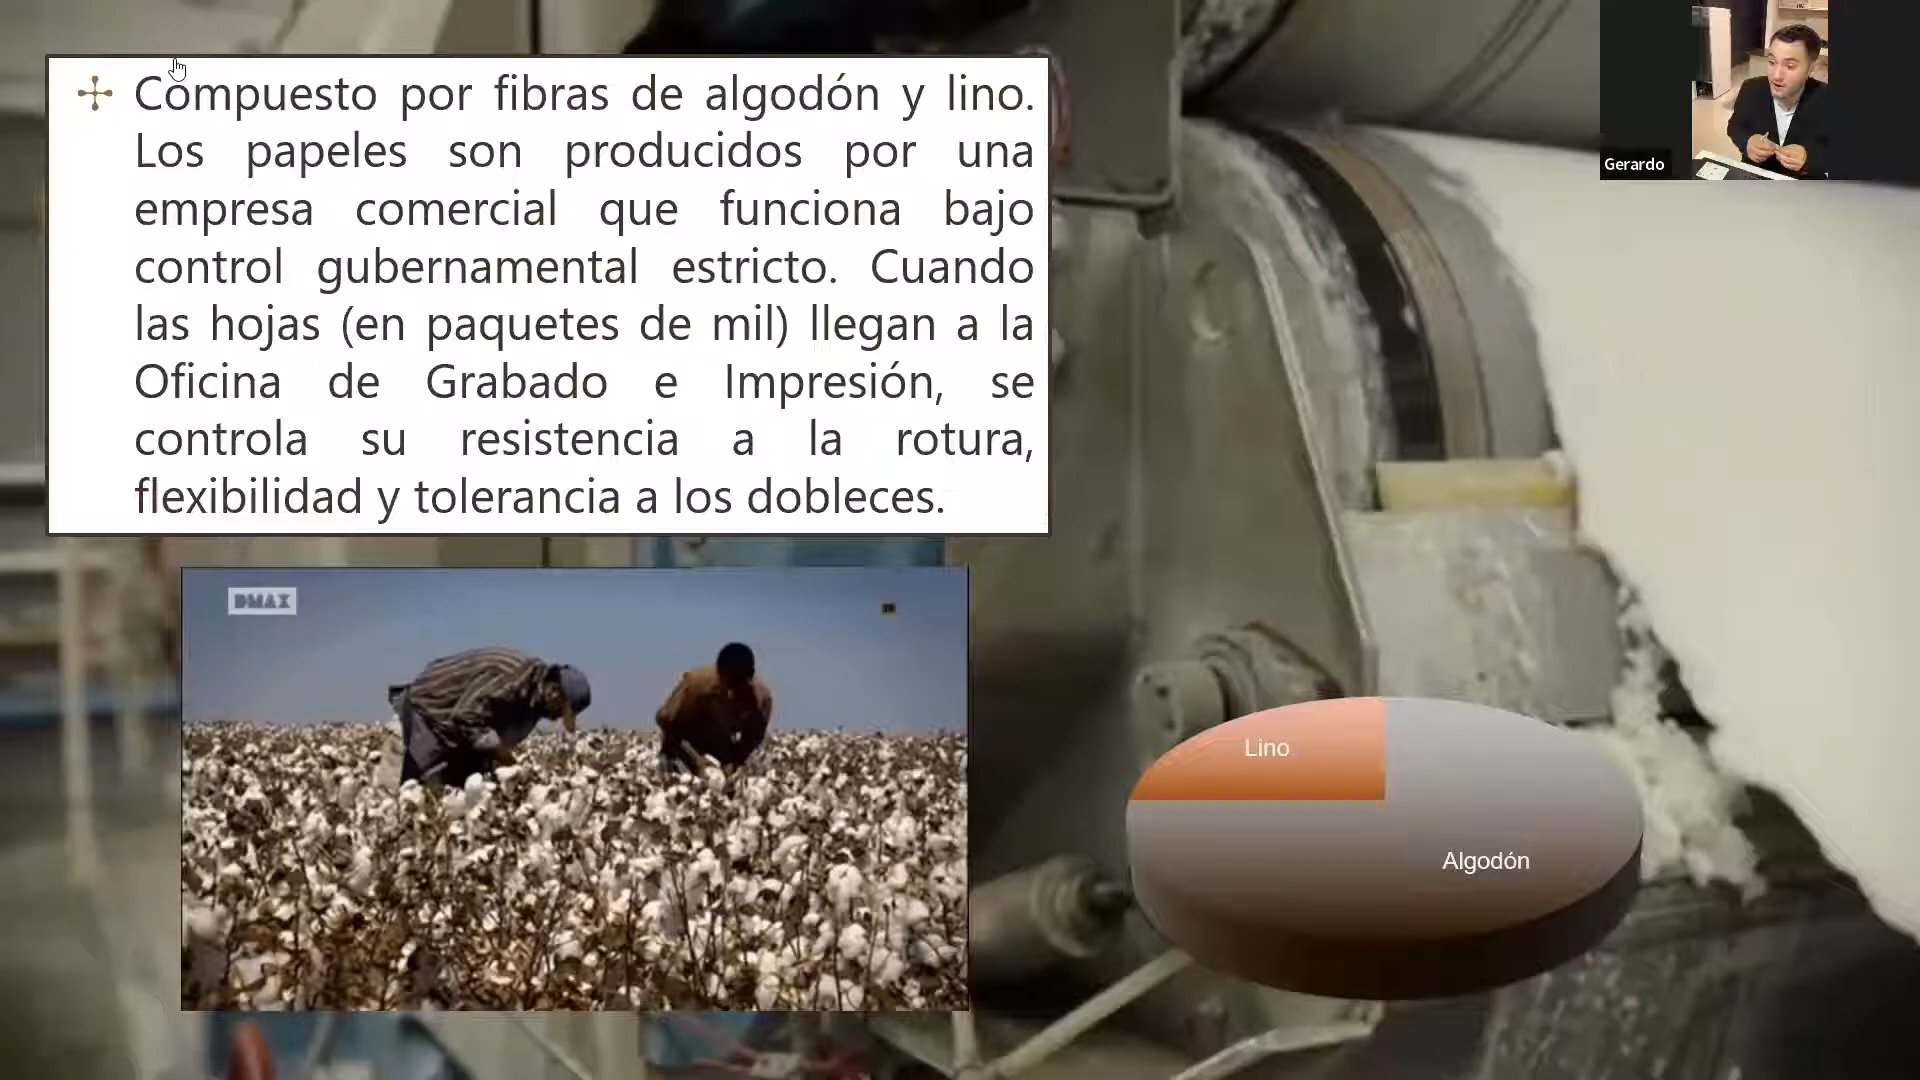 Compuesto por fibras de algodón y lino.
Los papeles son producidos por una
empresa comercial que funciona bajo
control gubernamental estricto. Cuando
las hojas (en paquetes de mil) llegan a la
Oficina de Grabado e Impresión, se
controla su resistencia a la rotura,
flexibilidad y tolerancia a los dobleces.
Gerardo
DMAX
Lino
Algodón